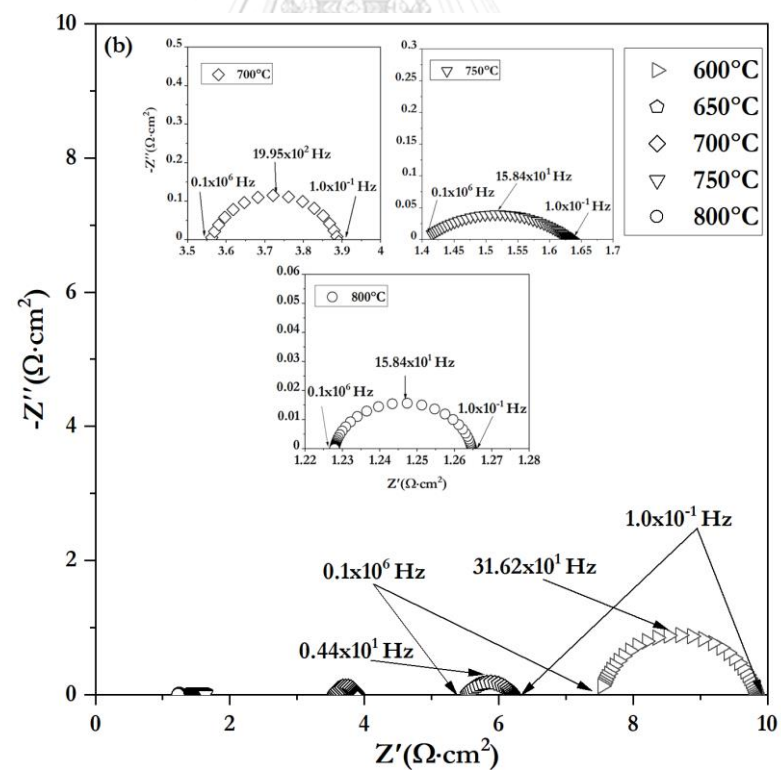 (b)
600°C
650°C
700°C
750°C
800°C
-Z''(Ω·cm²)
10
8
6
4
2
0
0 2 4 6 8 10
Z'(Ω·cm²)
700°C
-Z''(Ω·cm²)
0.5
0.4
0.3
0.2
0.1
0
3.5 3.6 3.7 3.8 3.9 4
0.1x10⁶ Hz
19.95x10² Hz
1.0x10⁻¹ Hz
750°C
0.3
0.25
0.2
0.15
0.1
0.05
0
1.4 1.45 1.5 1.55 1.6 1.65 1.7
0.1x10⁶ Hz
15.84x10¹ Hz
1.0x10⁻¹ Hz
800°C
0.06
0.05
0.04
0.03
0.02
0.01
0
1.22 1.23 1.24 1.25 1.26 1.27 1.28
Z'(Ω·cm²)
0.1x10⁶ Hz
15.84x10¹ Hz
1.0x10⁻¹ Hz
0.1x10⁶ Hz
0.44x10¹ Hz
31.62x10¹ Hz
1.0x10⁻¹ Hz